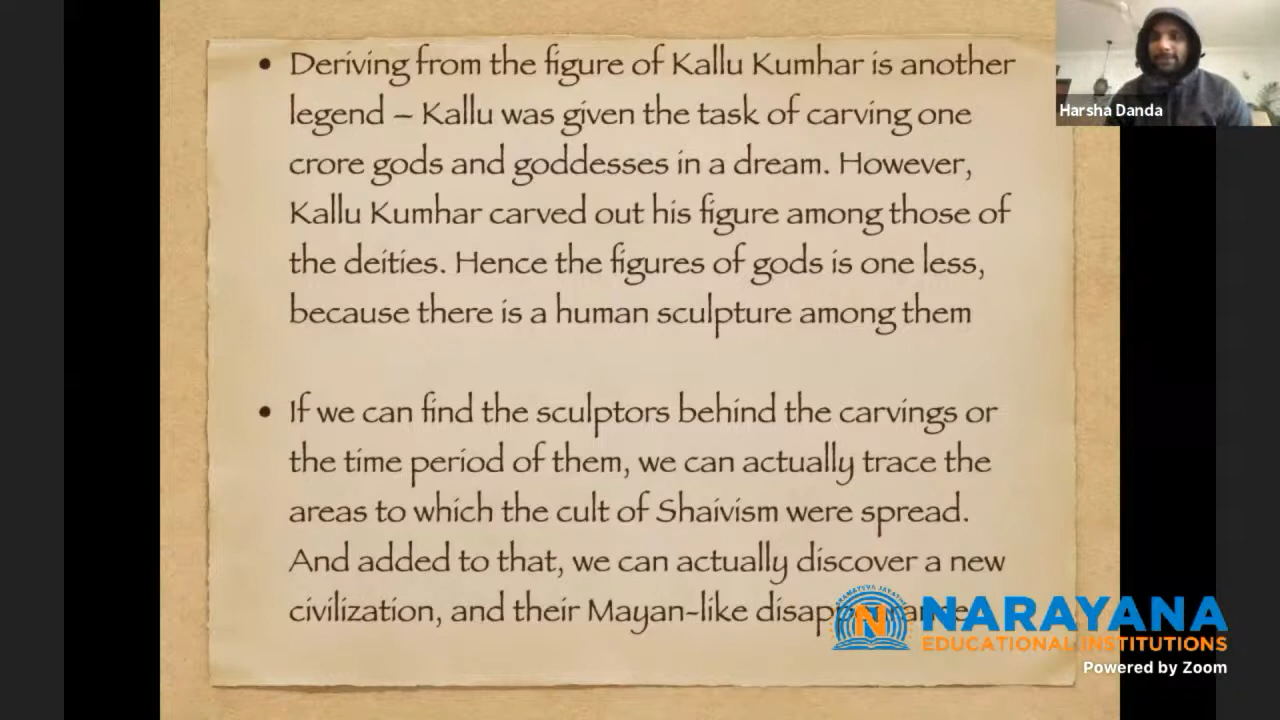 • Deriving from the figure of Kallu Kumhar is another
legend – Kallu was given the task of carving one
crore gods and goddesses in a dream. However,
Kallu Kumhar carved out his figure among those of
the deities. Hence the figures of gods is one less,
because there is a human sculpture among them
• If we can find the sculptors behind the carvings or
the time period of them, we can actually trace the
areas to which the cult of Shaivism were spread.
And added to that, we can actually discover a new
civilization, and their Mayan-like
Harsha Danda
N
NARAYANA
EDUCATIONAL INSTITUTIONS
Powered by Zoom